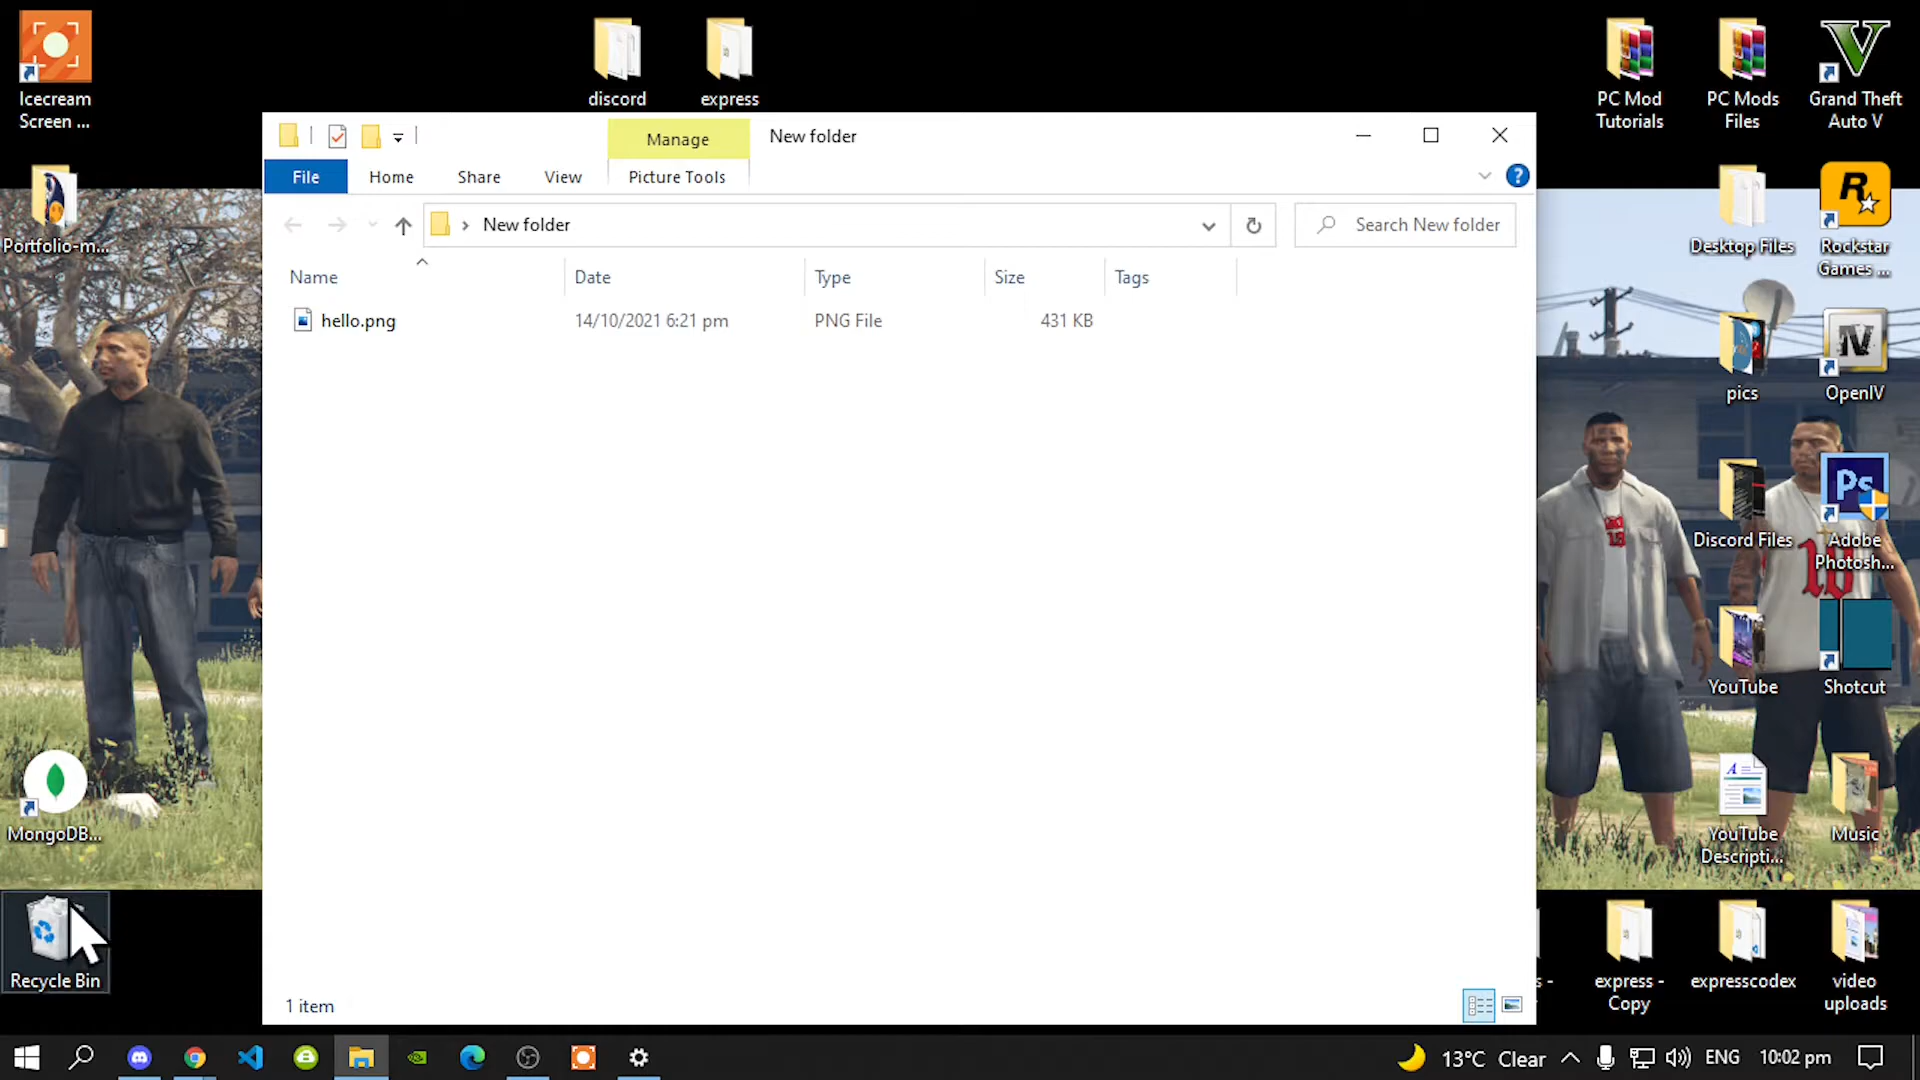 Icecream
Screen ...
discord
express
PC Mod
Tutorials
PC Mods
Files
Grand Theft
Auto V
Manage
New folder
File
Home
Share
View
Picture Tools
New folder
Search New folder
Name
Date
Type
Size
Tags
hello.png
14/10/2021 6:21 pm
PNG File
431 KB
Portfolio-m...
Desktop Files
Rockstar
Games ...
pics
OpenIV
Discord Files
Adobe
Photosh...
YouTube
Shotcut
MongoDB...
YouTube
Descripti...
Music
Recycle Bin
express -
Copy
expresscodex
video
uploads
1 item
13°C Clear
ENG
10:02 pm
Ps
IV
R
18